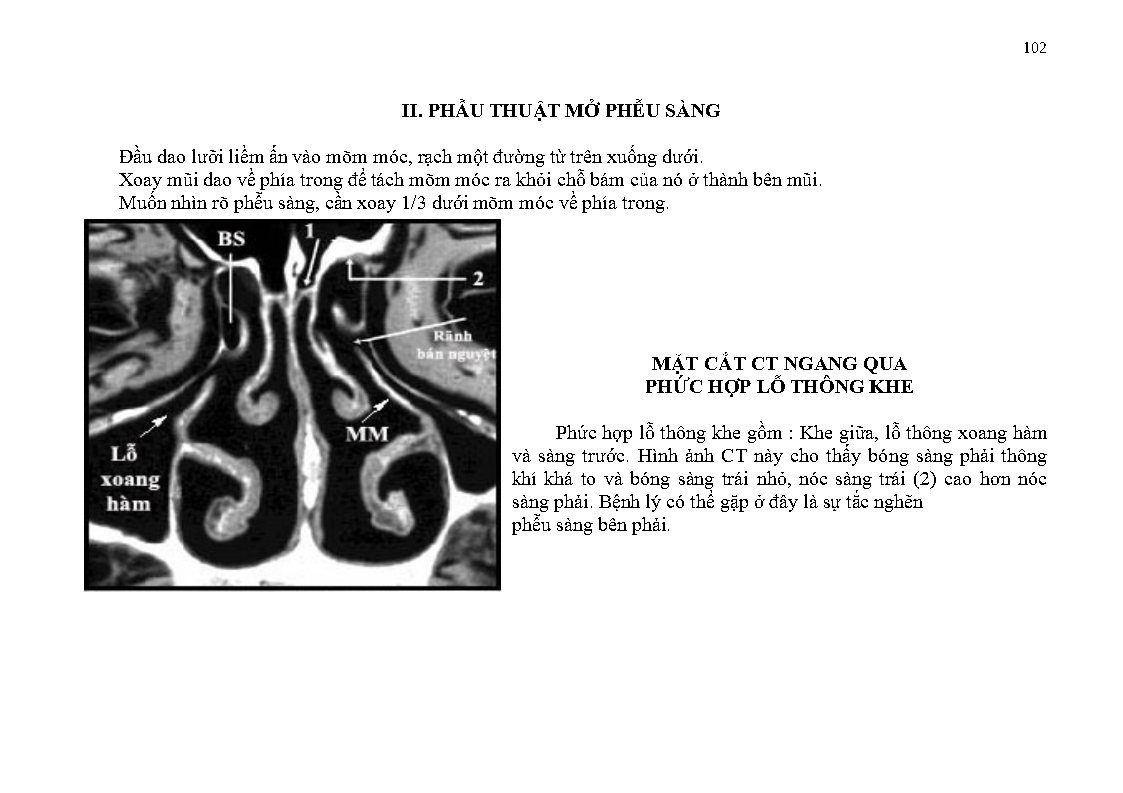 102
II. PHẪU THUẬT MỞ PHỄU SÀNG
Đầu dao lưỡi liềm ấn vào mõm móc, rạch một đường từ trên xuống dưới.
Xoay mũi dao về phía trong để tách mõm móc ra khỏi chỗ bám của nó ở thành bên mũi.
Muốn nhìn rõ phễu sàng, cần xoay 1/3 dưới mõm móc về phía trong.
BS
1
2
Rãnh
bán nguyệt
MM
Lỗ
xoang
hàm
MẶT CẮT CT NGANG QUA
PHỨC HỢP LỖ THÔNG KHE
Phức hợp lỗ thông khe gồm : Khe giữa, lỗ thông xoang hàm
và sàng trước. Hình ảnh CT này cho thấy bóng sàng phải thông
khí khá to và bóng sàng trái nhỏ, nóc sàng trái (2) cao hơn nóc
sàng phải. Bệnh lý có thể gặp ở đây là sự tắc nghẽn
phễu sàng bên phải.